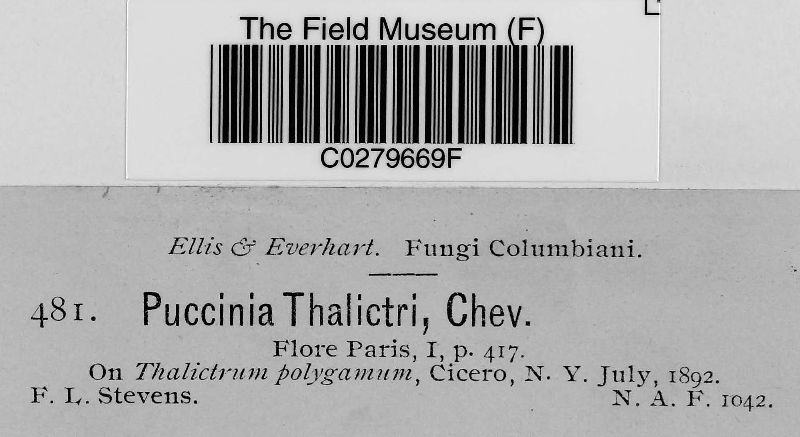 The Field Museum (F)
C0279669F
Ellis & Everhart. Fungi Columbiani.
481. Puccinia Thalictri, Chev.
Flore Paris, I, p. 417.
On Thalictrum polygamum, Cicero, N. Y. July, 1892.
F. L. Stevens. N. A. F. 1042.